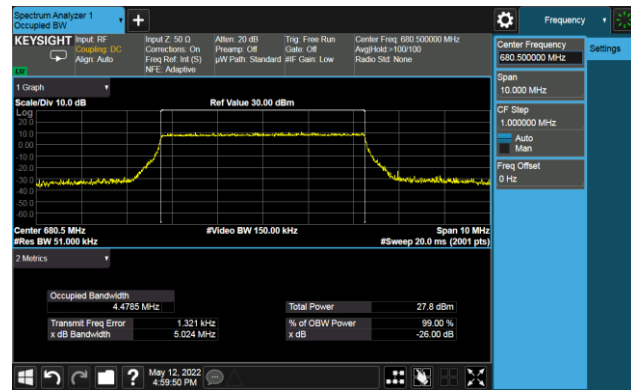 Spectrum Analyzer 1
Occupied BW
Frequency
KEYSIGHT
Input: RF
Coupling: DC
Align: Auto
Input Z: 50 Ω
Corrections: On
Freq Ref: Int (S)
NFE: Adaptive
Atten: 20 dB
Preamp: Off
µW Path: Standard
Trig: Free Run
Gate: Off
#IF Gain: Low
Center Freq: 680.500000 MHz
Avg|Hold:>100/100
Radio Std: None
Center Frequency
680.500000 MHz
Settings
Span
10.000 MHz
CF Step
1.000000 MHz
Auto
Man
Freq Offset
0 Hz
1 Graph
Scale/Div 10.0 dB
Ref Value 30.00 dBm
Log
20.0
10.0
0.00
-10.0
-20.0
-30.0
-40.0
-50.0
-60.0
Center 680.5 MHz
#Video BW 150.00 kHz
Span 10 MHz
#Res BW 51.000 kHz
#Sweep 20.0 ms (2001 pts)
2 Metrics
Occupied Bandwidth
4.4785 MHz
Total Power 27.8 dBm
Transmit Freq Error 1.321 kHz
% of OBW Power 99.00 %
x dB Bandwidth 5.024 MHz
x dB -26.00 dB
May 12, 2022
4:59:50 PM